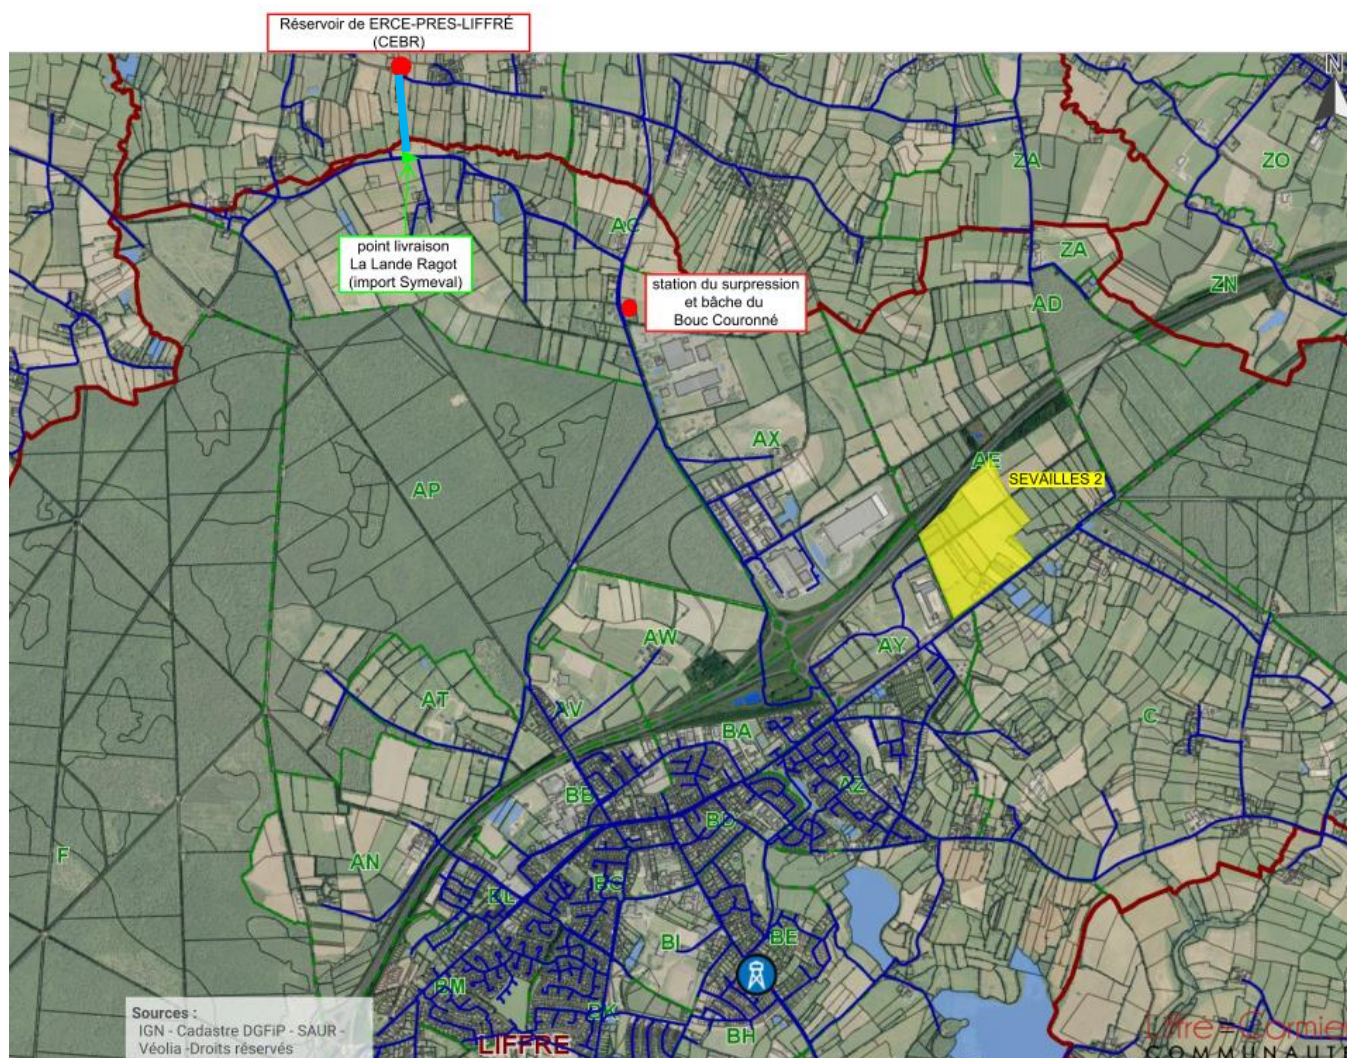 Réservoir de ERCE-PRES-LIFFRÉ
(CEBR)
N
ZA
ZO
AC
point livraison
La Lande Ragot
(import Symeval)
ZA
station du surpression
et bâche du
Bouc Couronné
ZN
AD
AX
AE
SEVAILLES 2
AP
AW
AY
AT
AV
BA
C
BB
AZ
BD
F
AN
BL
BC
BI
BE
BM
BK
BH
LIFFRE
Sources :
IGN - Cadastre DGFiP - SAUR -
Véolia -Droits réservés
Liffré-Cormier
COMMUNAUTÉ